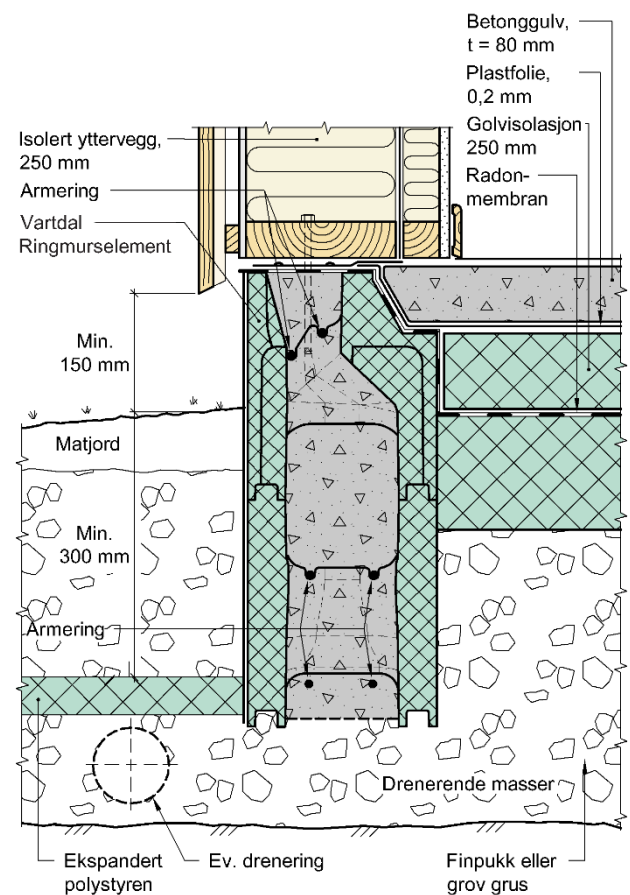 Betonggulv,
t = 80 mm
Plastfolie,
0,2 mm
Golvisolasjon
250 mm
Radon-
membran
Isolert yttervegg,
250 mm
Armering
Vartdal
Ringmurselement
Min.
150 mm
Matjord
Min.
300 mm
Armering
Drenerende masser
Ekspandert
polystyren
Ev. drenering
Finpukk eller
grov grus